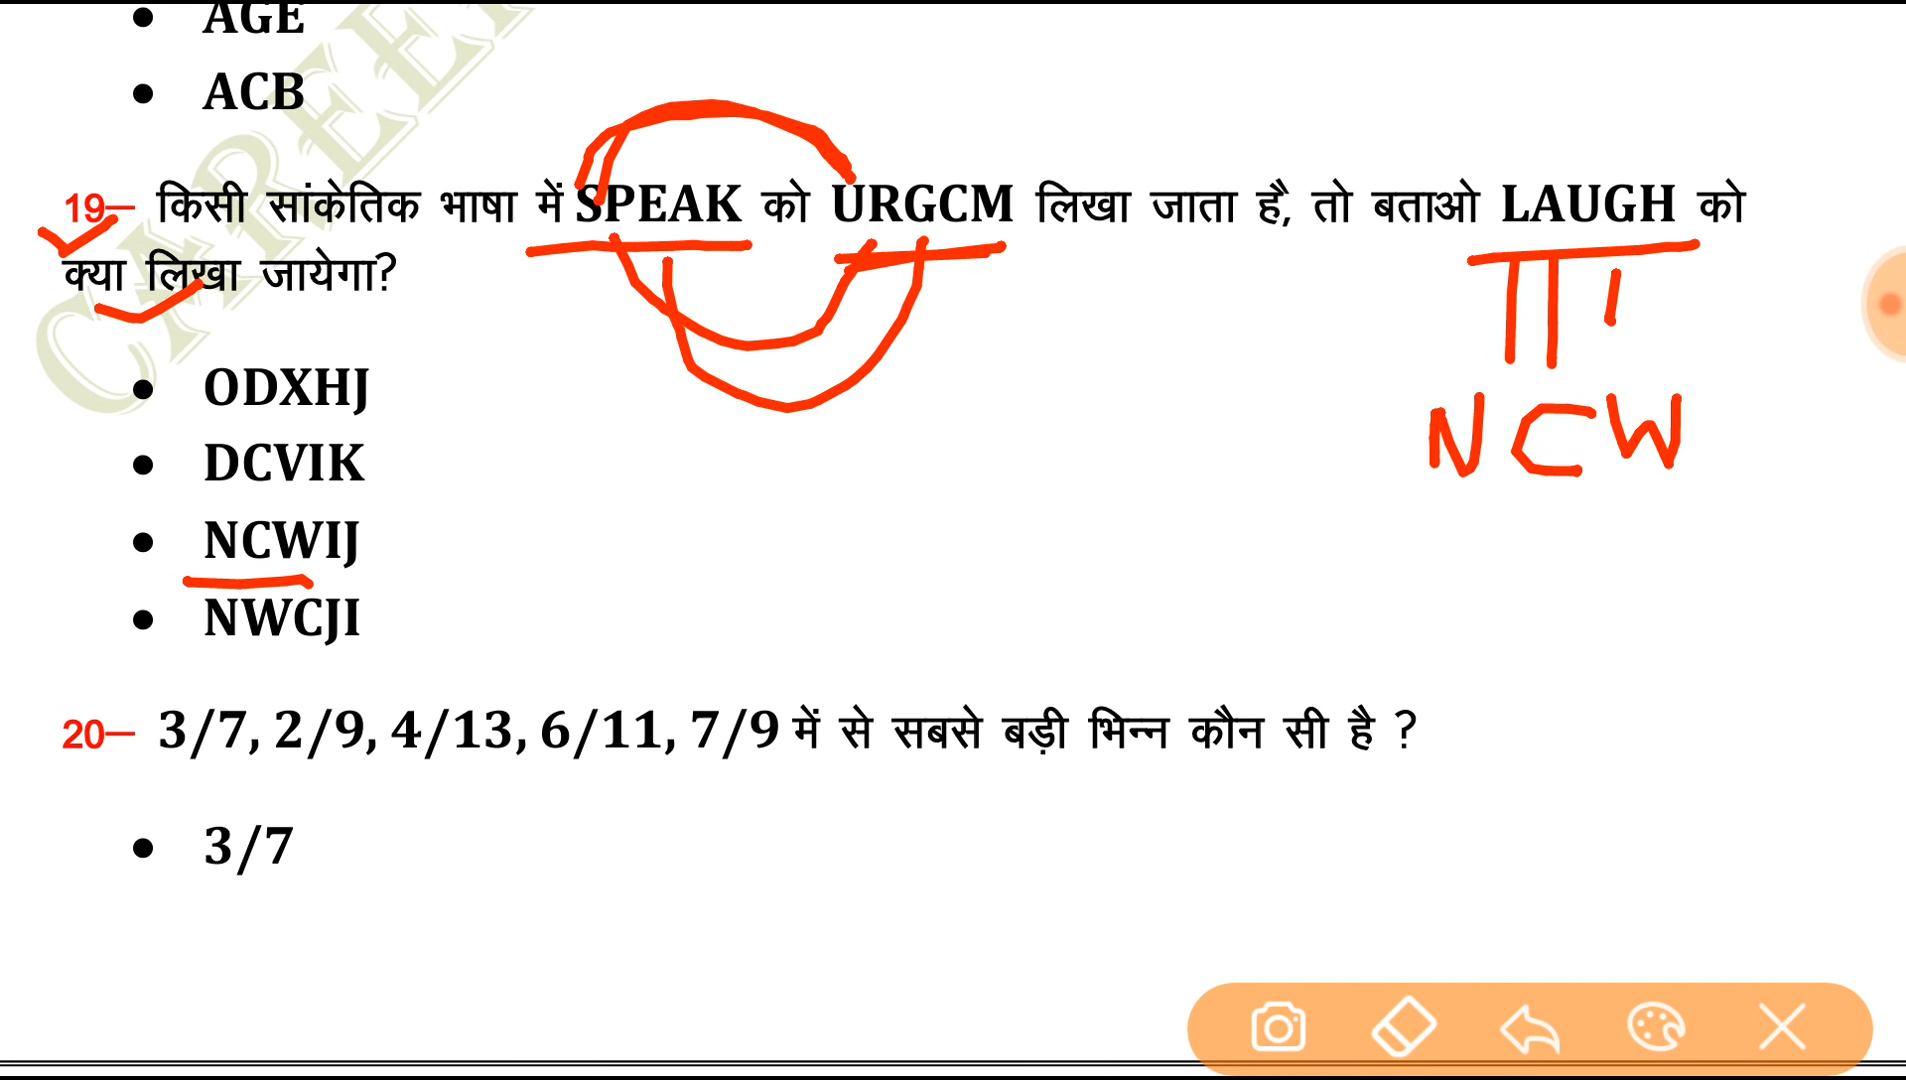 AGE
• ACB
19– किसी सांकेतिक भाषा में SPEAK को URGCM लिखा जाता है, तो बताओ LAUGH को
क्या लिखा जायेगा?
NCW
• ODXHJ
• DCVIK
• NCWIJ
• NWCJI
20– 3/7, 2/9, 4/13, 6/11, 7/9 में से सबसे बड़ी भिन्न कौन सी है ?
• 3/7
CAREER